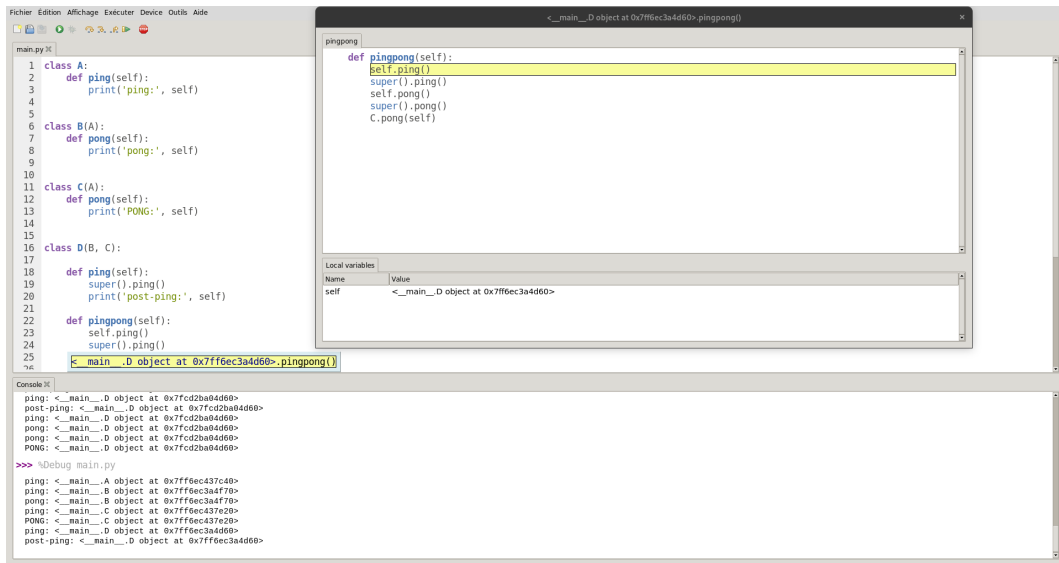 Fichier Édition Affichage Exécuter Device Outils Aide
main.py
1 class A:
2     def ping(self):
3         print('ping:', self)
4
5
6 class B(A):
7     def pong(self):
8         print('pong:', self)
9
10
11 class C(A):
12     def pong(self):
13         print('PONG:', self)
14
15
16 class D(B, C):
17
18     def ping(self):
19         super().ping()
20         print('post-ping:', self)
21
22     def pingpong(self):
23         self.ping()
24         super().ping()
25
<__main__.D object at 0x7ff6ec3a4d60>.pingpong()
26
<__main__.D object at 0x7ff6ec3a4d60>.pingpong()
pingpong
def pingpong(self):
    self.ping()
    super().ping()
    self.pong()
    super().pong()
    C.pong(self)
Local variables
Name Value
self <__main__.D object at 0x7ff6ec3a4d60>
Console
ping: <__main__.D object at 0x7fcd2ba04d60>
post-ping: <__main__.D object at 0x7fcd2ba04d60>
ping: <__main__.D object at 0x7fcd2ba04d60>
pong: <__main__.D object at 0x7fcd2ba04d60>
pong: <__main__.D object at 0x7fcd2ba04d60>
PONG: <__main__.D object at 0x7fcd2ba04d60>
>>> %Debug main.py
ping: <__main__.A object at 0x7ff6ec437c40>
ping: <__main__.B object at 0x7ff6ec3a4f70>
pong: <__main__.B object at 0x7ff6ec3a4f70>
ping: <__main__.C object at 0x7ff6ec437e20>
PONG: <__main__.C object at 0x7ff6ec437e20>
ping: <__main__.D object at 0x7ff6ec3a4d60>
post-ping: <__main__.D object at 0x7ff6ec3a4d60>